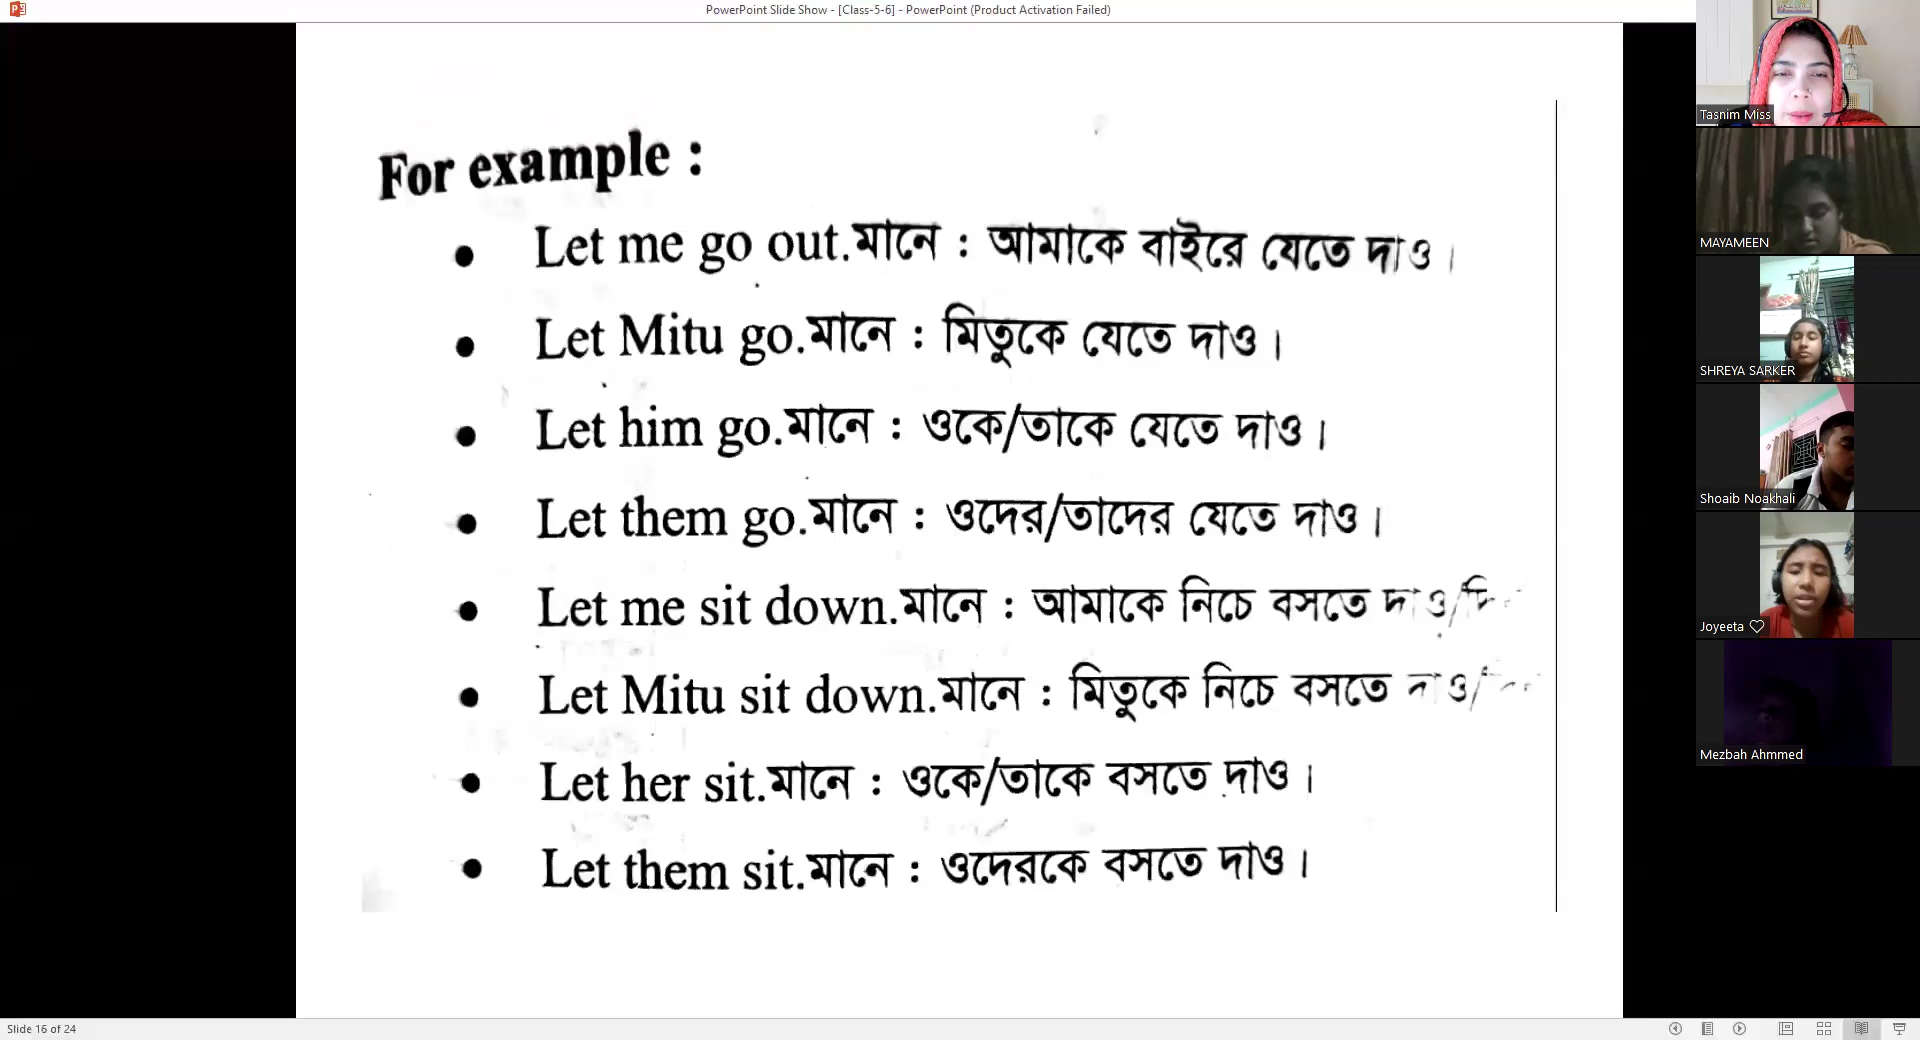 PowerPoint Slide Show - [Class-5-6] - PowerPoint (Product Activation Failed)
For example :
• Let me go out.মানে : আমাকে বাইরে যেতে দাও।
• Let Mitu go.মানে : মিতুকে যেতে দাও।
• Let him go.মানে : ওকে/তাকে যেতে দাও।
• Let them go.মানে : ওদের/তাদের যেতে দাও।
• Let me sit down.মানে : আমাকে নিচে বসতে দাও/
• Let Mitu sit down.মানে : মিতুকে নিচে বসতে দাও/
• Let her sit.মানে : ওকে/তাকে বসতে দাও।
• Let them sit.মানে : ওদেরকে বসতে দাও।
Tasnim Miss
MAYAMEEN
SHREYA SARKER
Shoaib Noakhali
Joyeeta ♡
Mezbah Ahmmed
Slide 16 of 24